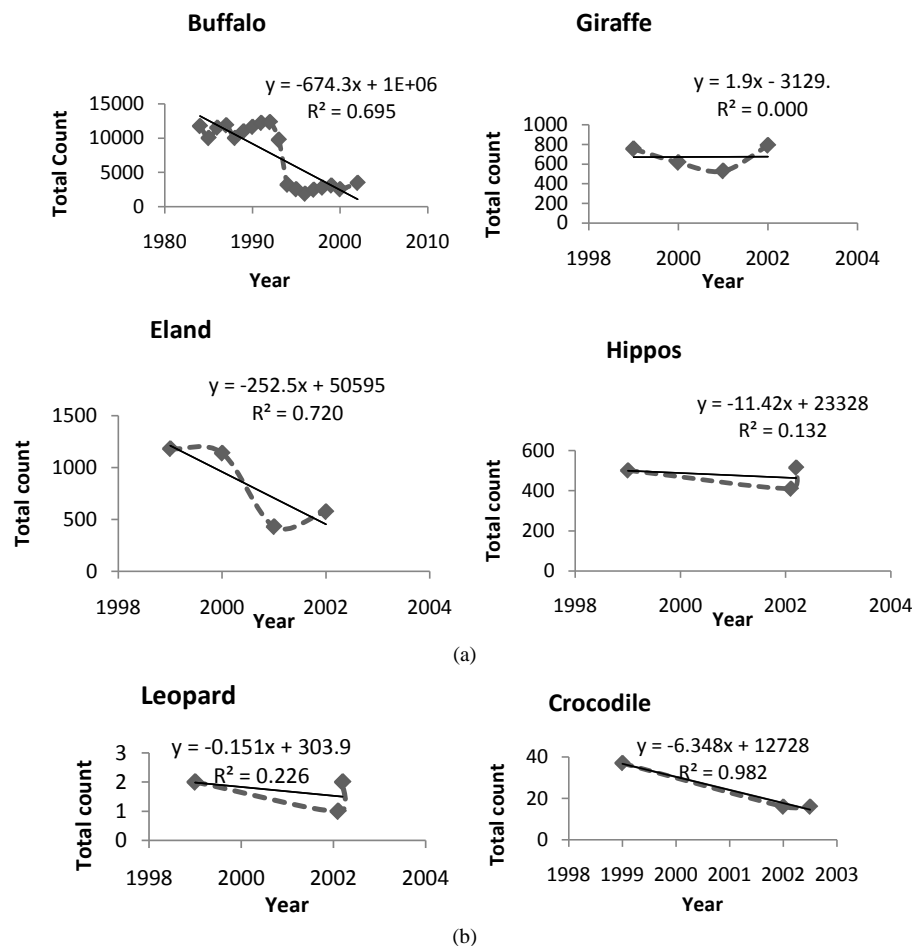 Buffalo
y = -674.3x + 1E+06
R² = 0.695
Total Count
15000
10000
5000
0
1980 1990 2000 2010
Year
Giraffe
y = 1.9x - 3129.
R² = 0.000
Total count
1000
800
600
400
200
0
1998 2000 2002 2004
Year
Eland
y = -252.5x + 50595
R² = 0.720
Total count
1500
1000
500
0
1998 2000 2002 2004
Year
Hippos
y = -11.42x + 23328
R² = 0.132
Total count
600
400
200
0
1998 2000 2002 2004
Year
(a)
Leopard
y = -0.151x + 303.9
R² = 0.226
Total count
3
2
1
0
1998 2000 2002 2004
Year
Crocodile
y = -6.348x + 12728
R² = 0.982
Total count
40
20
0
1998 1999 2000 2001 2002 2003
Year
(b)